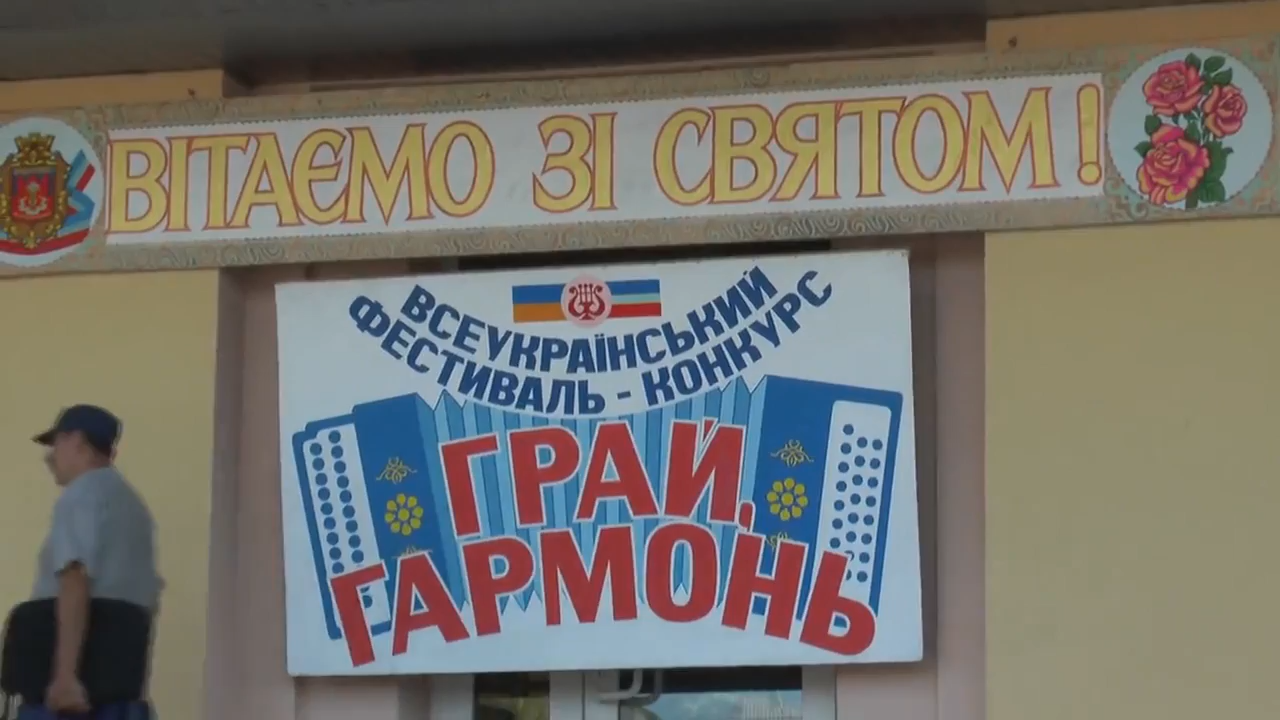 ВІТАЄМО ЗІ СВЯТОМ!
ВСЕУКРАЇНСЬКИЙ
ФЕСТИВАЛЬ - КОНКУРС
ГРАЙ,
ГАРМОНЬ